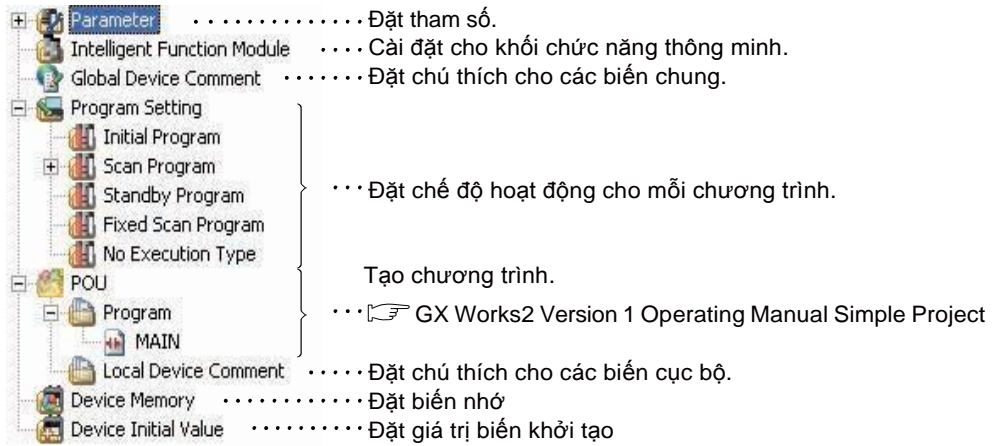 Parameter ·············· Đặt tham số.
Intelligent Function Module ···· Cài đặt cho khối chức năng thông minh.
Global Device Comment ······· Đặt chú thích cho các biến chung.
Program Setting
Initial Program
Scan Program
Standby Program ··· Đặt chế độ hoạt động cho mỗi chương trình.
Fixed Scan Program
No Execution Type
POU Tạo chương trình.
Program ··· GX Works2 Version 1 Operating Manual Simple Project
MAIN
Local Device Comment ····· Đặt chú thích cho các biến cục bộ.
Device Memory ············ Đặt biến nhớ
Device Initial Value ·········· Đặt giá trị biến khởi tạo